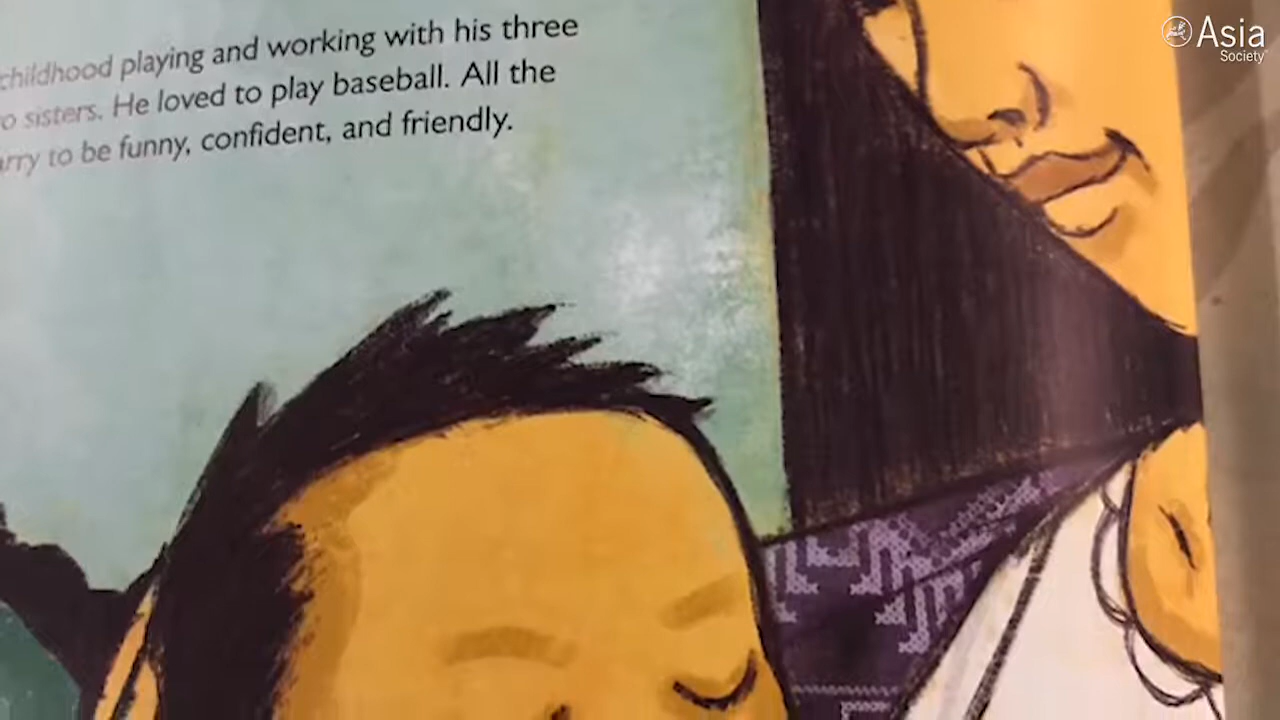 childhood playing and working with his three
sisters. He loved to play baseball. All the
to be funny, confident, and friendly.
Asia
Society